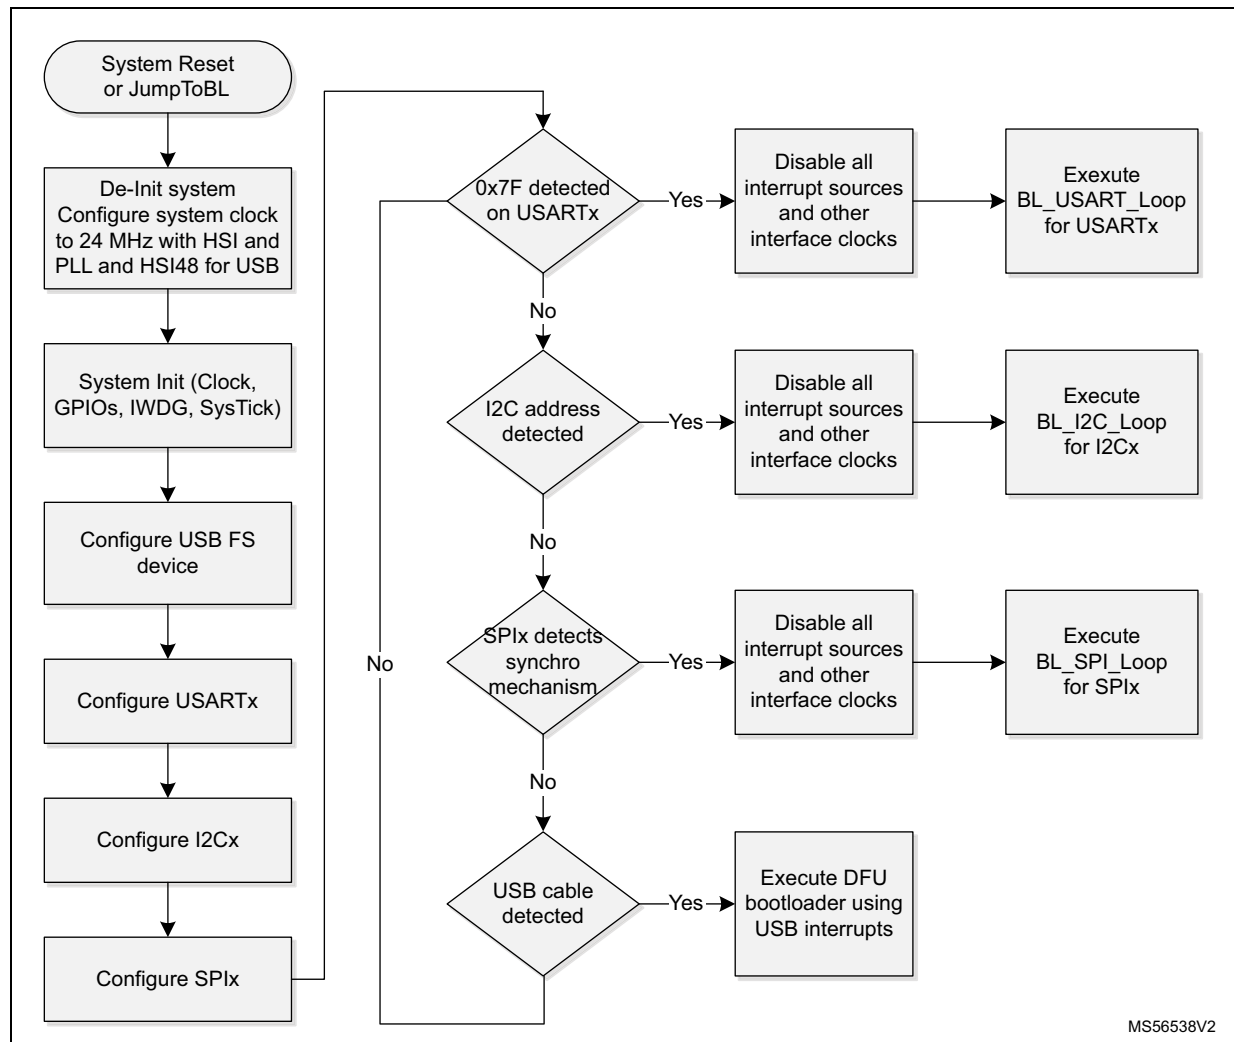 System Reset
or JumpToBL
De-Init system
Configure system clock
to 24 MHz with HSI and
PLL and HSI48 for USB
System Init (Clock,
GPIOs, IWDG, SysTick)
Configure USB FS
device
Configure USARTx
Configure I2Cx
Configure SPIx
0x7F detected
on USARTx
Yes
Disable all
interrupt sources
and other
interface clocks
Exexute
BL_USART_Loop
for USARTx
No
I2C address
detected
Yes
Disable all
interrupt sources
and other
interface clocks
Execute
BL_I2C_Loop
for I2Cx
No
SPIx detects
synchro
mechanism
Yes
Disable all
interrupt sources
and other
interface clocks
Execute
BL_SPI_Loop
for SPIx
No
USB cable
detected
Yes
Execute DFU
bootloader using
USB interrupts
No
MS56538V2